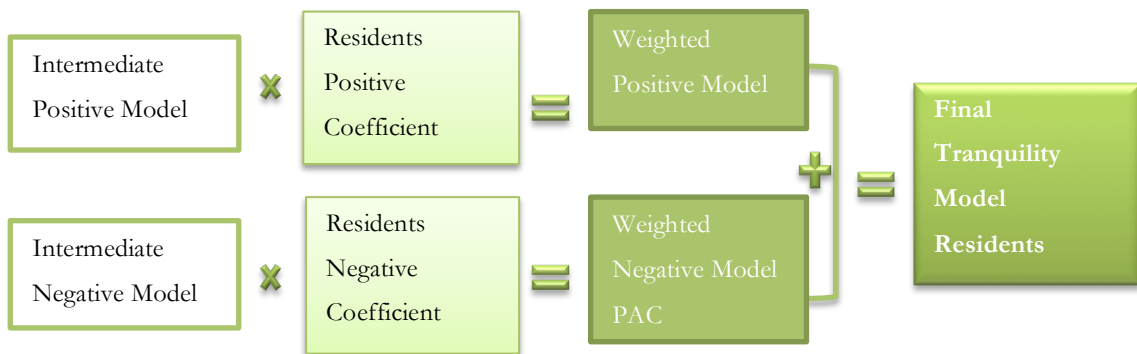 Intermediate
Positive Model
×
Residents
Positive
Coefficient
=
Weighted
Positive Model
Intermediate
Negative Model
×
Residents
Negative
Coefficient
=
Weighted
Negative Model
PAC
+
=
Final
Tranquility
Model
Residents